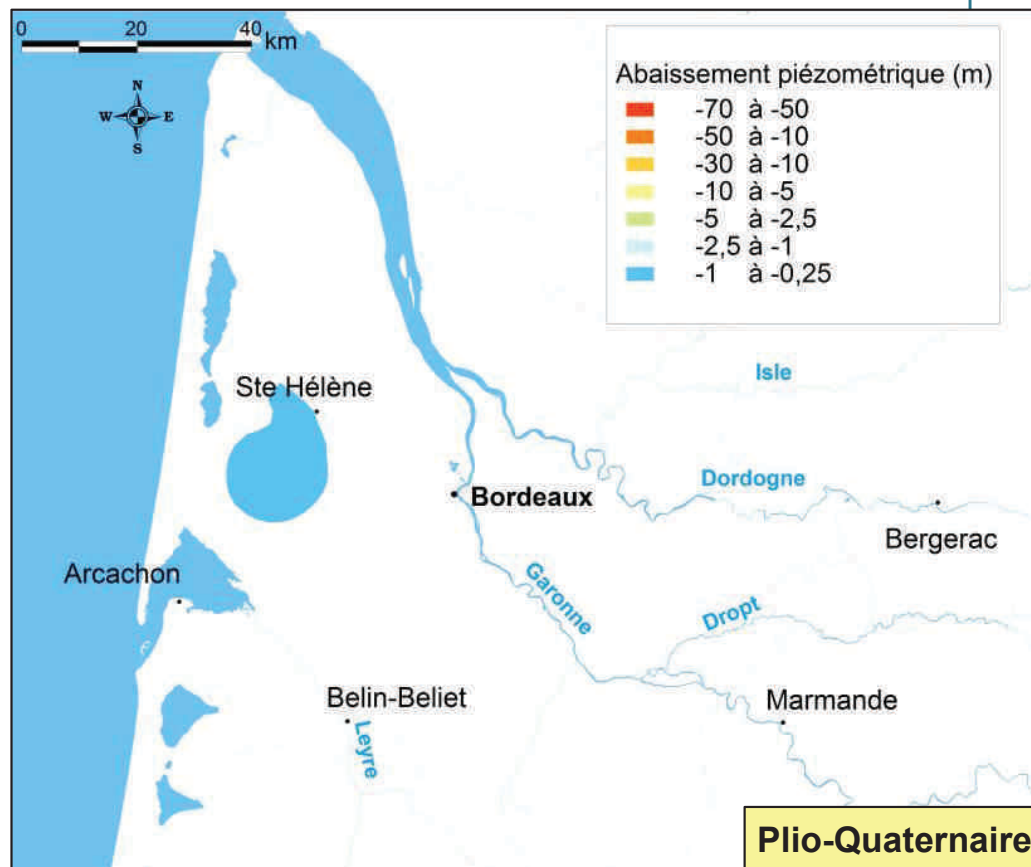 0 20 40 km
N
W E
S
Abaissement piézométrique (m)
-70 à -50
-50 à -10
-30 à -10
-10 à -5
-5 à -2,5
-2,5 à -1
-1 à -0,25
Isle
Ste Hélène
Dordogne
Bordeaux
Bergerac
Arcachon
Garonne
Dropt
Belin-Beliet
Marmande
Leyre
Plio-Quaternaire